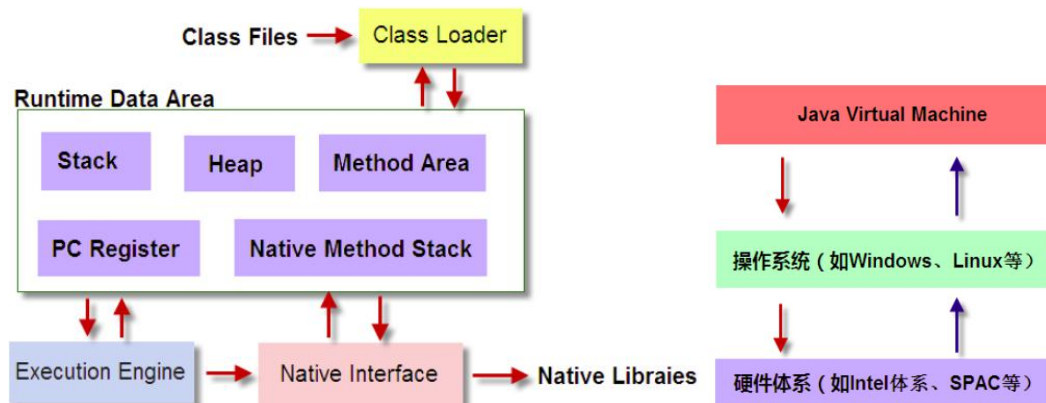 Class Files
Class Loader
Runtime Data Area
Stack
Heap
Method Area
PC Register
Native Method Stack
Execution Engine
Native Interface
Native Libraies
Java Virtual Machine
操作系统（如Windows、Linux等）
硬件体系（如Intel体系、SPAC等）